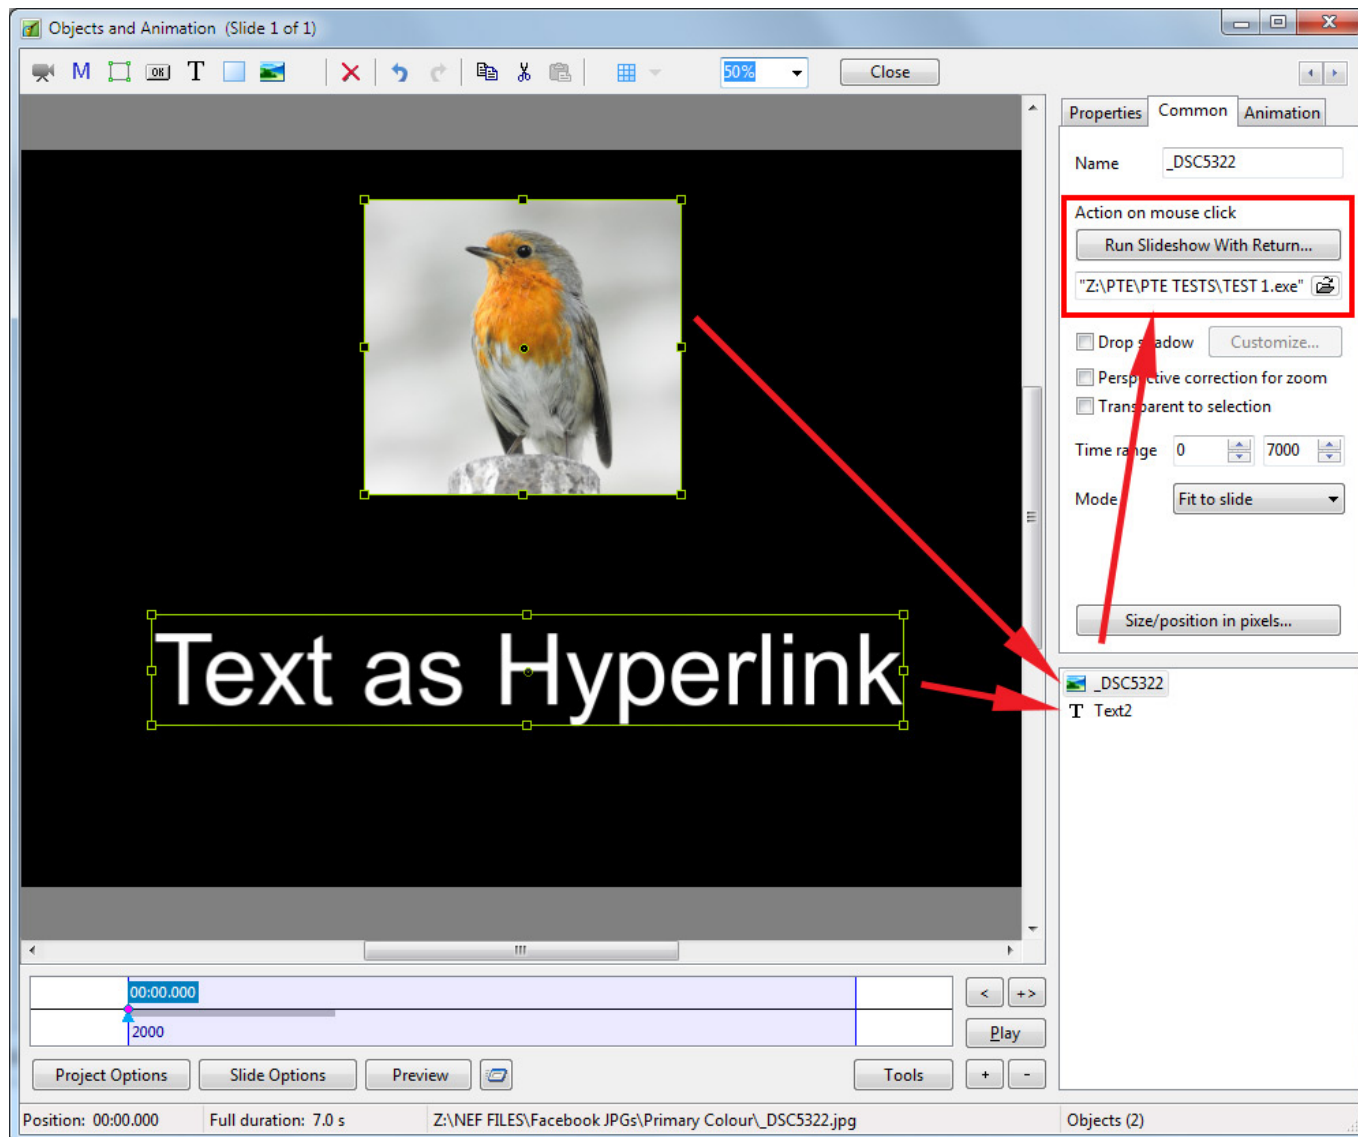 Objects and Animation (Slide 1 of 1)
M OK T 50% Close
Properties Common Animation
Name _DSC5322
Action on mouse click
Run Slideshow With Return...
"Z:\PTE\PTE TESTS\TEST 1.exe"
Drop shadow Customize...
Perspective correction for zoom
Transparent to selection
Time range 0 7000
Mode Fit to slide
Size/position in pixels...
Text as Hyperlink
_DSC5322
T Text2
00:00.000
2000
< +>
Play
Project Options Slide Options Preview Tools + -
Position: 00:00.000 Full duration: 7.0 s Z:\NEF FILES\Facebook JPGs\Primary Colour\_DSC5322.jpg Objects (2)